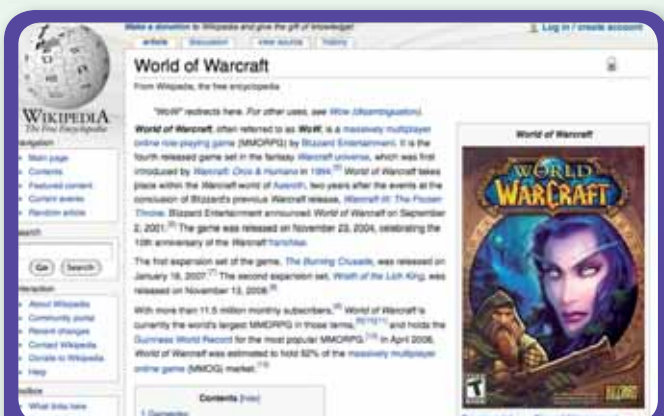 Make a donation to Wikipedia and give the gift of knowledge!
Log in / create account
article discussion view source history
WIKIPEDIA
The Free Encyclopedia
navigation
Main page
Contents
Featured content
Current events
Random article
search
Go Search
interaction
About Wikipedia
Community portal
Recent changes
Contact Wikipedia
Donate to Wikipedia
Help
toolbox
What links here
World of Warcraft
From Wikipedia, the free encyclopedia
"WoW" redirects here. For other uses, see Wow (disambiguation).
World of Warcraft, often referred to as WoW, is a massively multiplayer
online role-playing game (MMORPG) by Blizzard Entertainment. It is the
fourth released game set in the fantasy Warcraft universe, which was first
introduced by Warcraft: Orcs & Humans in 1994. World of Warcraft takes
place within the Warcraft world of Azeroth, two years after the events at the
conclusion of Blizzard's previous Warcraft release, Warcraft III: The Frozen
Throne. Blizzard Entertainment announced World of Warcraft on September
2, 2001. The game was released on November 23, 2004, celebrating the
10th anniversary of the Warcraft franchise.
The first expansion set of the game, The Burning Crusade, was released on
January 16, 2007. The second expansion set, Wrath of the Lich King, was
released on November 13, 2008.
With more than 11.5 million monthly subscribers, World of Warcraft is
currently the world's largest MMORPG in those terms, and holds the
Guinness World Record for the most popular MMORPG. In April 2008,
World of Warcraft was estimated to hold 62% of the massively multiplayer
online game (MMOG) market.
Contents [hide]
1 Gameplay
World of Warcraft
WORLD
OF
WARCRAFT
T
BLIZZARD